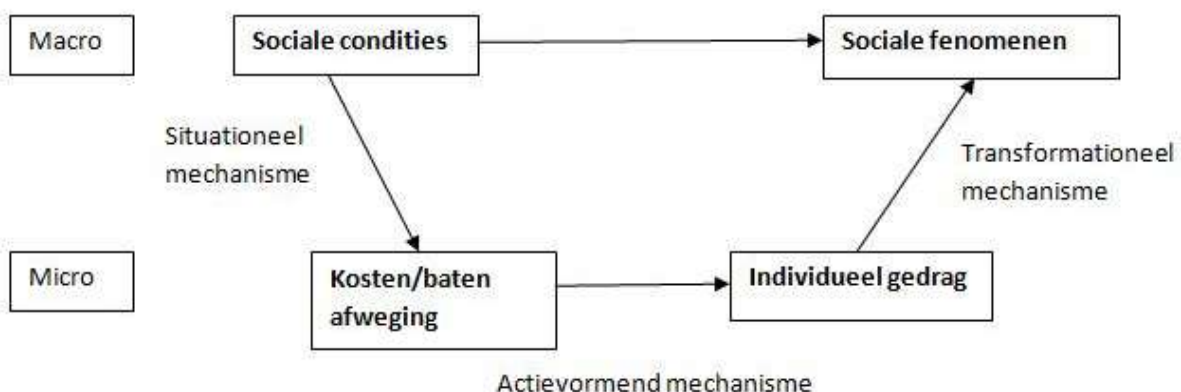 Macro
Sociale condities
Sociale fenomenen
Situationeel
mechanisme
Transformationeel
mechanisme
Micro
Kosten/baten
afweging
Individueel gedrag
Actievormend mechanisme